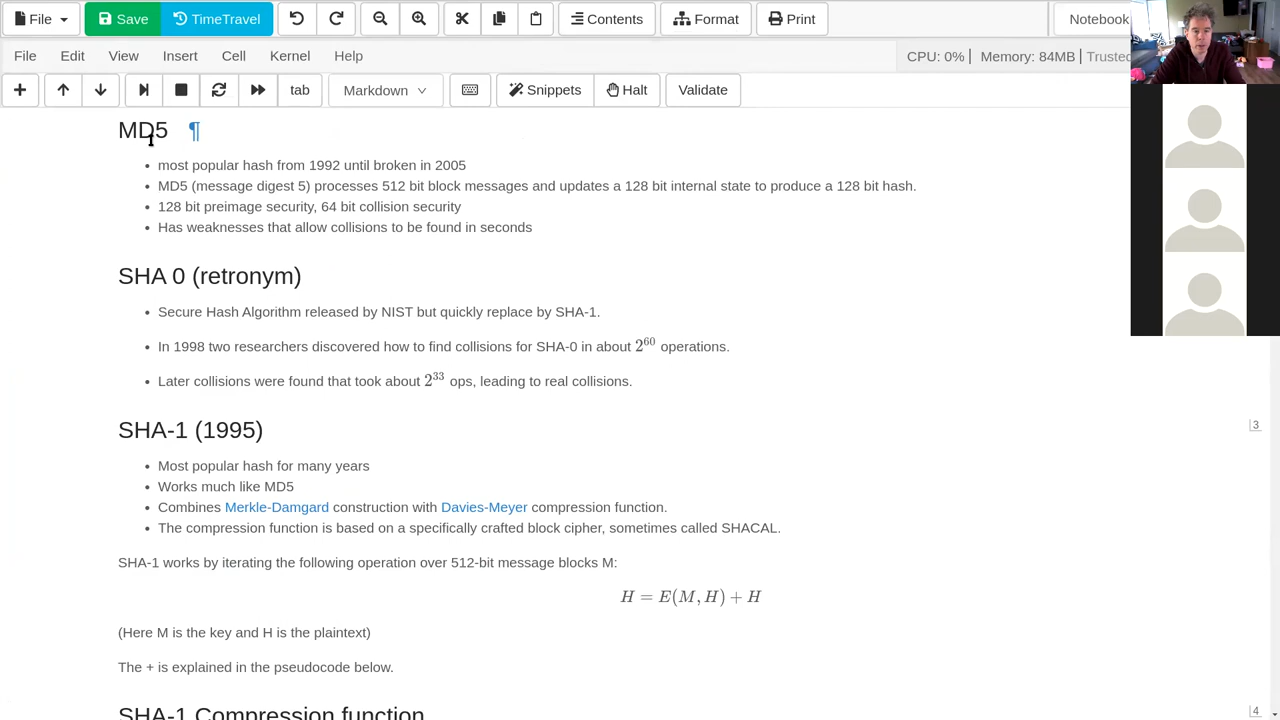 File Save TimeTravel Contents Format Print Notebook
File Edit View Insert Cell Kernel Help CPU: 0% Memory: 84MB Trusted
tab Markdown Snippets Halt Validate
MD5 ¶
• most popular hash from 1992 until broken in 2005
• MD5 (message digest 5) processes 512 bit block messages and updates a 128 bit internal state to produce a 128 bit hash.
• 128 bit preimage security, 64 bit collision security
• Has weaknesses that allow collisions to be found in seconds
SHA 0 (retronym)
• Secure Hash Algorithm released by NIST but quickly replace by SHA-1.
• In 1998 two researchers discovered how to find collisions for SHA-0 in about 2^60 operations.
• Later collisions were found that took about 2^33 ops, leading to real collisions.
SHA-1 (1995)
3
• Most popular hash for many years
• Works much like MD5
• Combines Merkle-Damgard construction with Davies-Meyer compression function.
• The compression function is based on a specifically crafted block cipher, sometimes called SHACAL.
SHA-1 works by iterating the following operation over 512-bit message blocks M:
H = E(M, H) + H
(Here M is the key and H is the plaintext)
The + is explained in the pseudocode below.
SHA-1 Compression function
4